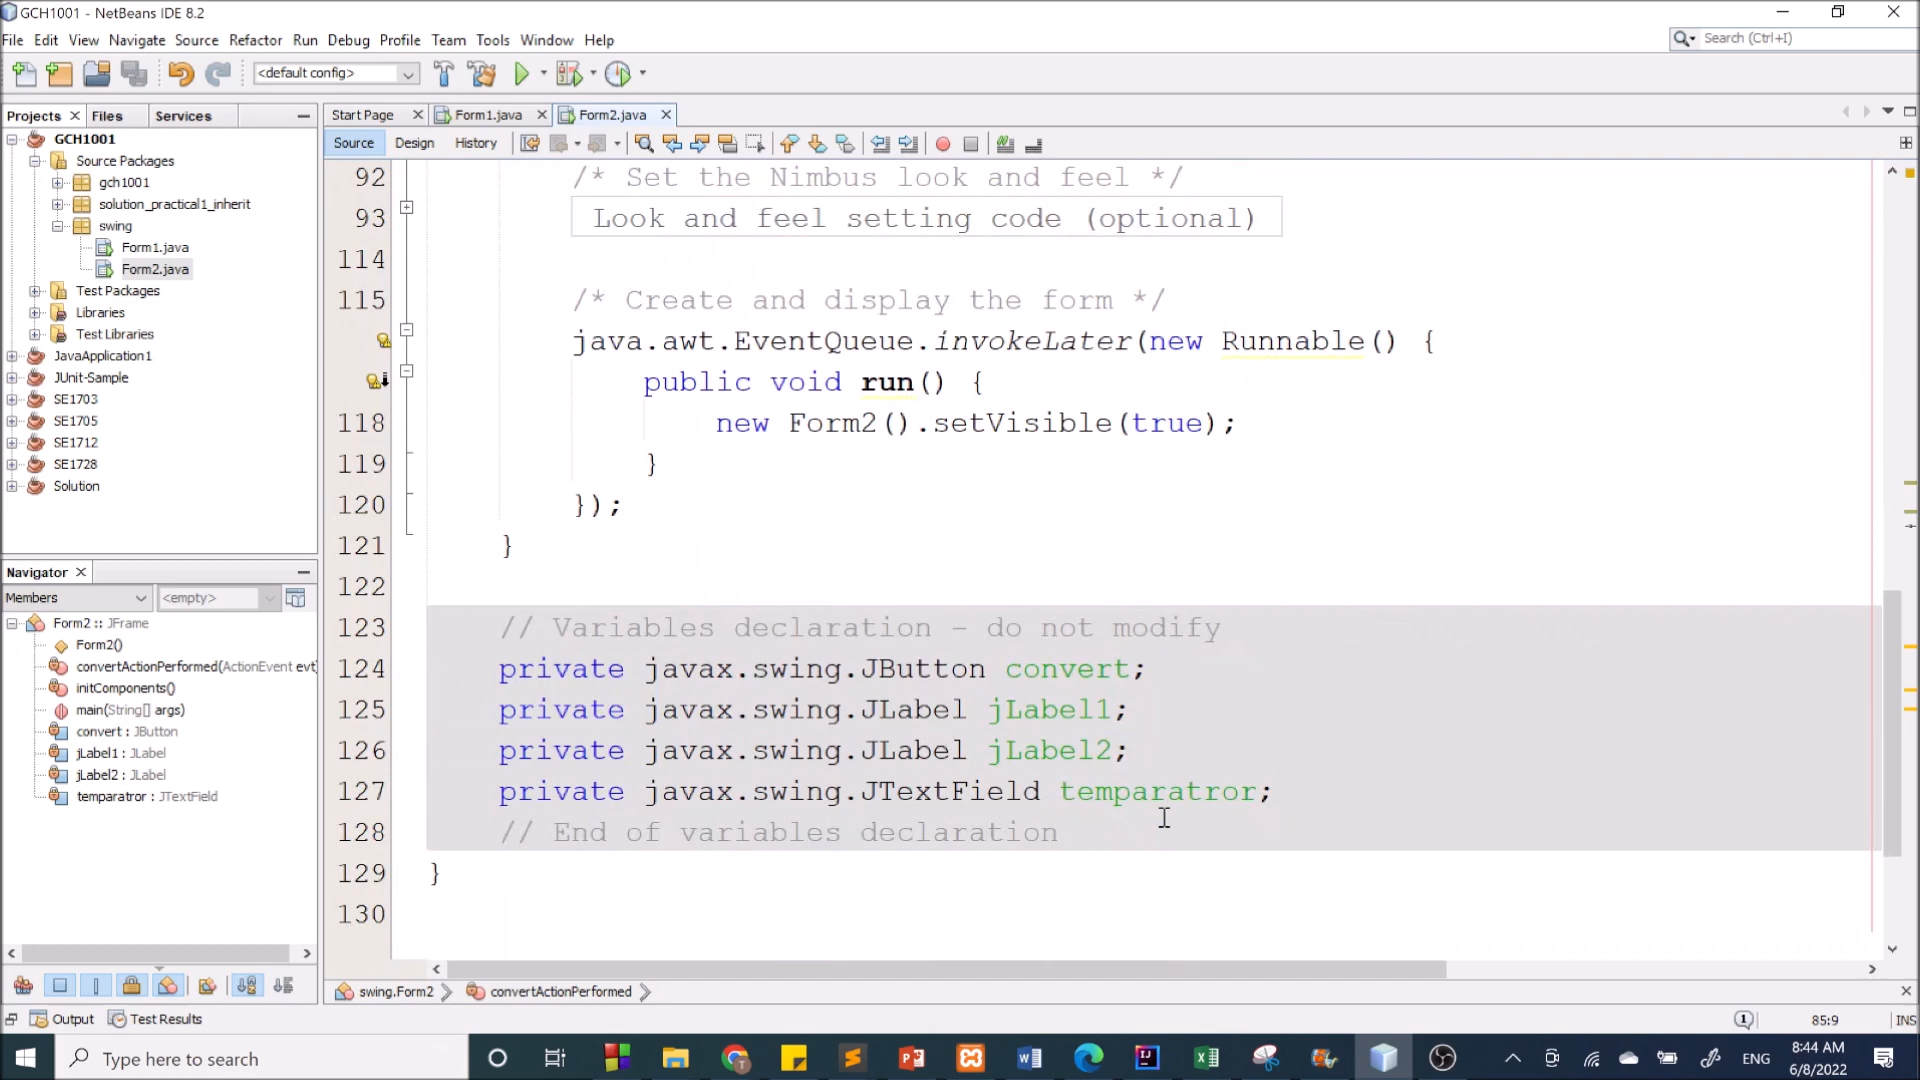 GCH1001 - NetBeans IDE 8.2
File Edit View Navigate Source Refactor Run Debug Profile Team Tools Window Help
Search (Ctrl+I)
<default config>
Projects Files Services
Start Page Form1.java Form2.java
Source Design History
GCH1001
Source Packages
gch1001
solution_practical1_inherit
swing
Form1.java
Form2.java
Test Packages
Libraries
Test Libraries
JavaApplication1
JUnit-Sample
SE1703
SE1705
SE1712
SE1728
Solution
Navigator
Members <empty>
Form2 :: JFrame
Form2()
convertActionPerformed(ActionEvent evt)
initComponents()
main(String[] args)
convert : JButton
jLabel1 : JLabel
jLabel2 : JLabel
temparatror : JTextField
92 /* Set the Nimbus look and feel */
93 Look and feel setting code (optional)
114
115 /* Create and display the form */
java.awt.EventQueue.invokeLater(new Runnable() {
public void run() {
118 new Form2().setVisible(true);
119 }
120 });
121 }
122
123 // Variables declaration - do not modify
124 private javax.swing.JButton convert;
125 private javax.swing.JLabel jLabel1;
126 private javax.swing.JLabel jLabel2;
127 private javax.swing.JTextField temparatror;
128 // End of variables declaration
129 }
130
swing.Form2 convertActionPerformed
Output Test Results
1 85:9 INS
Type here to search
ENG
8:44 AM
6/8/2022